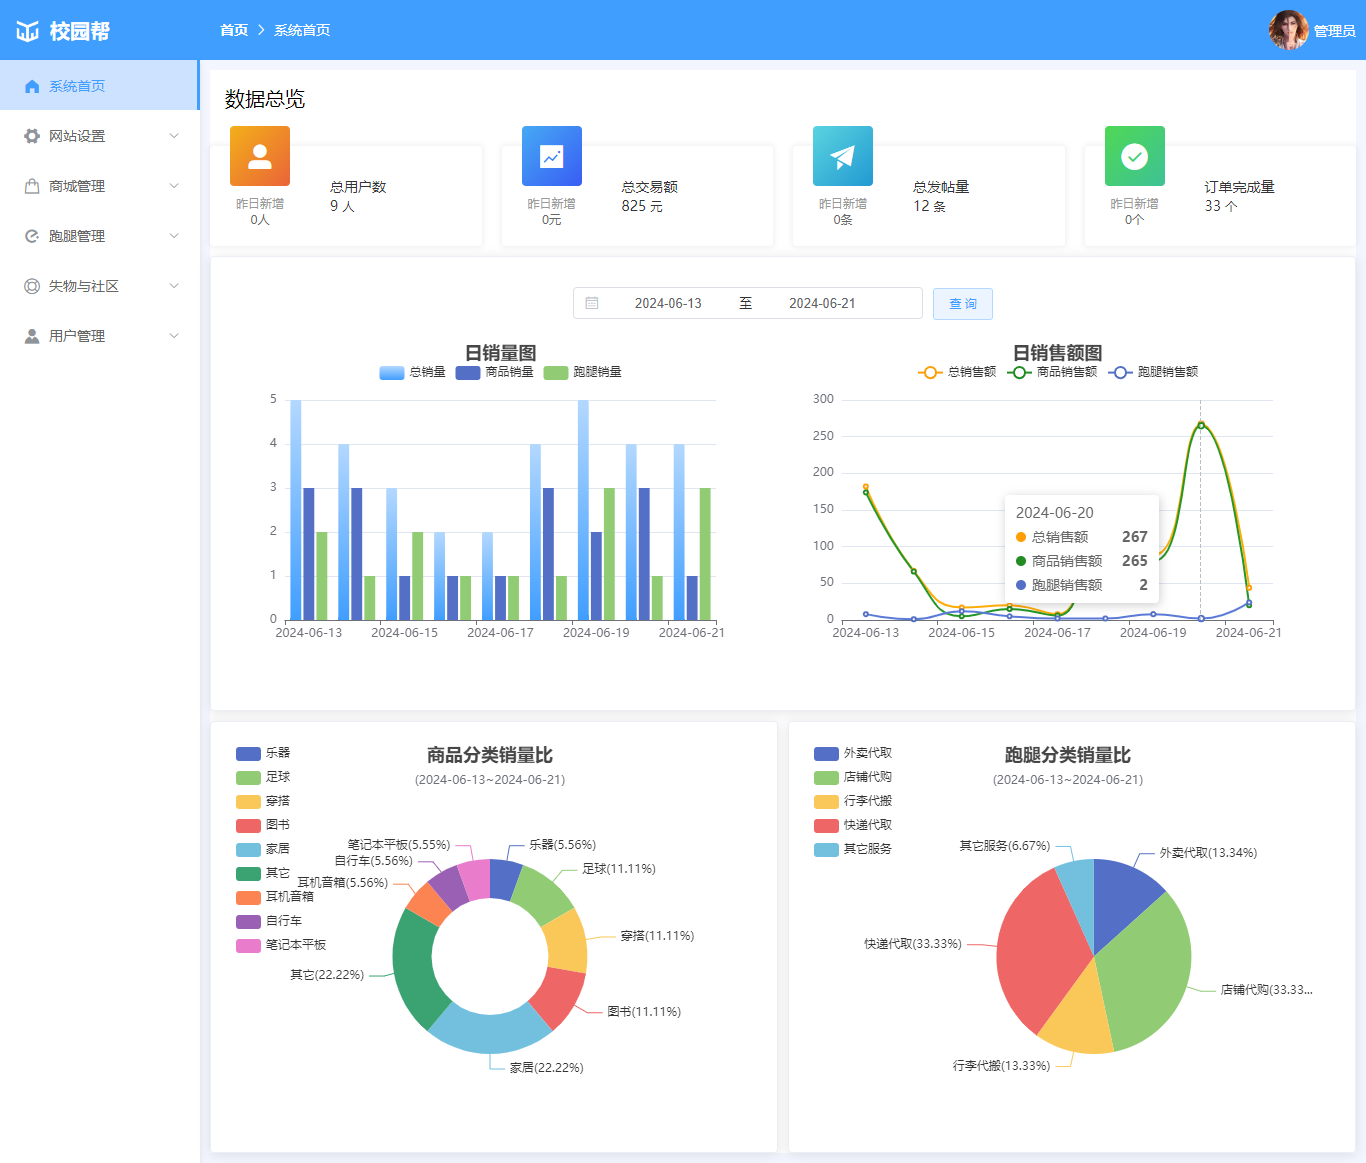 校园帮
首页 系统首页
管理员
系统首页
网站设置
商城管理
跑腿管理
失物与社区
用户管理
数据总览
昨日新增
0人
总用户数
9 人
昨日新增
0元
总交易额
825 元
昨日新增
0条
总发帖量
12 条
昨日新增
0个
订单完成量
33 个
2024-06-13 至 2024-06-21
查 询
日销量图
总销量 商品销量 跑腿销量
5
4
3
2
1
0
2024-06-13 2024-06-15 2024-06-17 2024-06-19 2024-06-21
日销售额图
总销售额 商品销售额 跑腿销售额
300
250
200
150
100
50
0
2024-06-20
总销售额 267
商品销售额 265
跑腿销售额 2
2024-06-13 2024-06-15 2024-06-17 2024-06-19 2024-06-21
商品分类销量比
(2024-06-13~2024-06-21)
乐器
足球
穿搭
图书
家居
其它
耳机音箱
自行车
笔记本平板
笔记本平板(5.55%)
乐器(5.56%)
自行车(5.56%)
足球(11.11%)
耳机音箱(5.56%)
穿搭(11.11%)
其它(22.22%)
图书(11.11%)
家居(22.22%)
跑腿分类销量比
(2024-06-13~2024-06-21)
外卖代取
店铺代购
行李代搬
快递代取
其它服务
其它服务(6.67%)
外卖代取(13.34%)
快递代取(33.33%)
店铺代购(33.33...
行李代搬(13.33%)